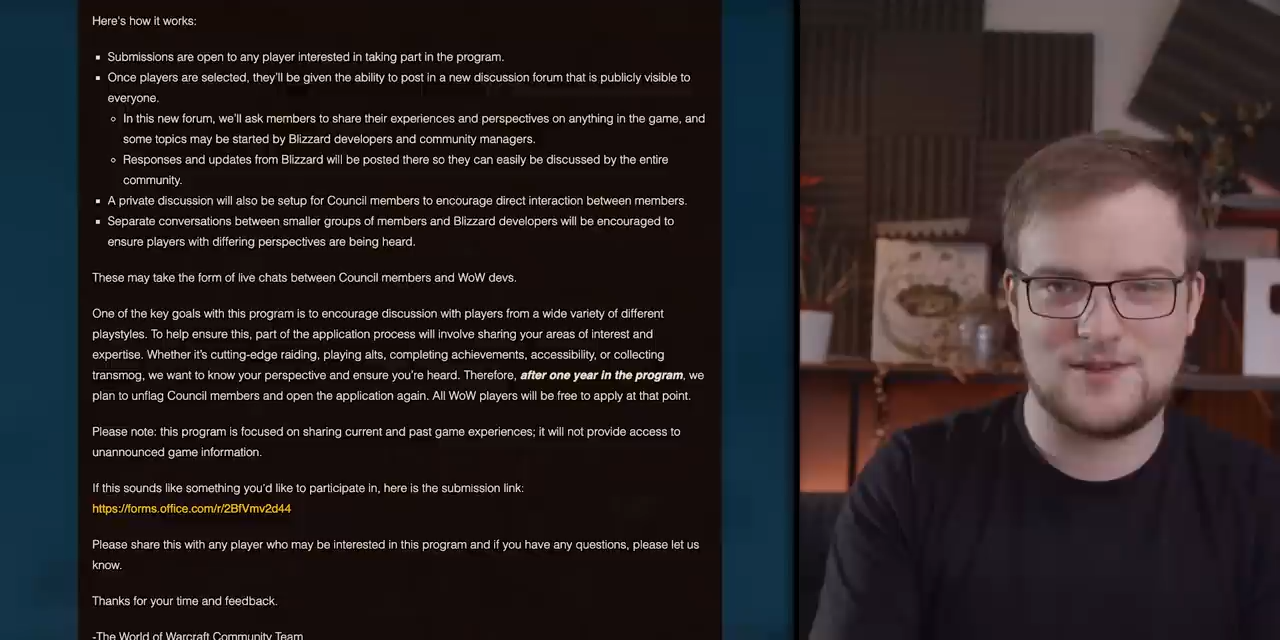 Here's how it works:
Submissions are open to any player interested in taking part in the program.
Once players are selected, they'll be given the ability to post in a new discussion forum that is publicly visible to
everyone.
In this new forum, we'll ask members to share their experiences and perspectives on anything in the game, and
some topics may be started by Blizzard developers and community managers.
Responses and updates from Blizzard will be posted there so they can easily be discussed by the entire
community.
A private discussion will also be setup for Council members to encourage direct interaction between members.
Separate conversations between smaller groups of members and Blizzard developers will be encouraged to
ensure players with differing perspectives are being heard.
These may take the form of live chats between Council members and WoW devs.
One of the key goals with this program is to encourage discussion with players from a wide variety of different
playstyles. To help ensure this, part of the application process will involve sharing your areas of interest and
expertise. Whether it's cutting-edge raiding, playing alts, completing achievements, accessibility, or collecting
transmog, we want to know your perspective and ensure you're heard. Therefore, after one year in the program, we
plan to unflag Council members and open the application again. All WoW players will be free to apply at that point.
Please note: this program is focused on sharing current and past game experiences; it will not provide access to
unannounced game information.
If this sounds like something you'd like to participate in, here is the submission link:
https://forms.office.com/r/2BfVmv2d44
Please share this with any player who may be interested in this program and if you have any questions, please let us
know.
Thanks for your time and feedback.
-The World of Warcraft Community Team